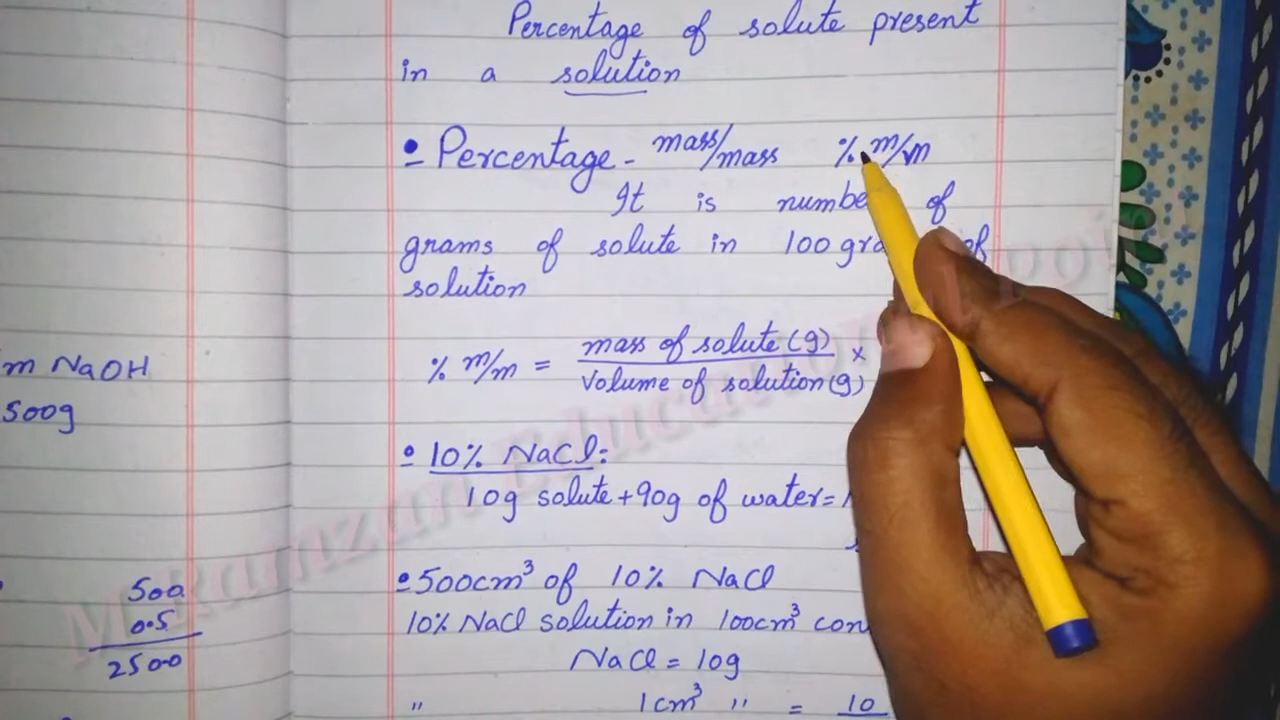 m NaOH
500g
500
0.5
2500
Percentage of solute present
in a solution
• Percentage - mass/mass % m/m
It is number of
grams of solute in 100 of
solution
% m/m = mass of solute (g) ×
Volume of solution (g)
• 10% NaCl:
10g solute + 90g of water =
• 500cm³ of 10% NaCl
10% NaCl solution in 100cm³
NaCl = 10g
" 1cm³ " = 10